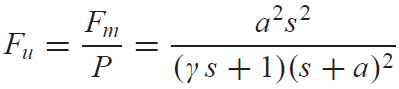 F_u = \frac{F_m}{P} = \frac{a^2 s^2}{(\gamma s + 1)(s + a)^2}